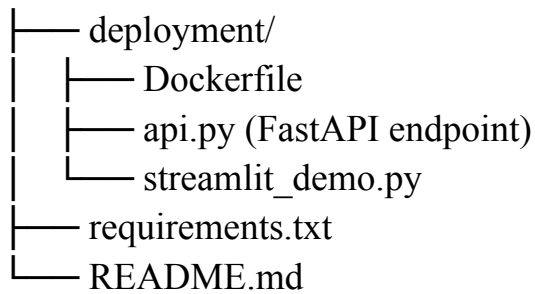 ├── deployment/
│   ├── Dockerfile
│   ├── api.py (FastAPI endpoint)
│   └── streamlit_demo.py
├── requirements.txt
└── README.md